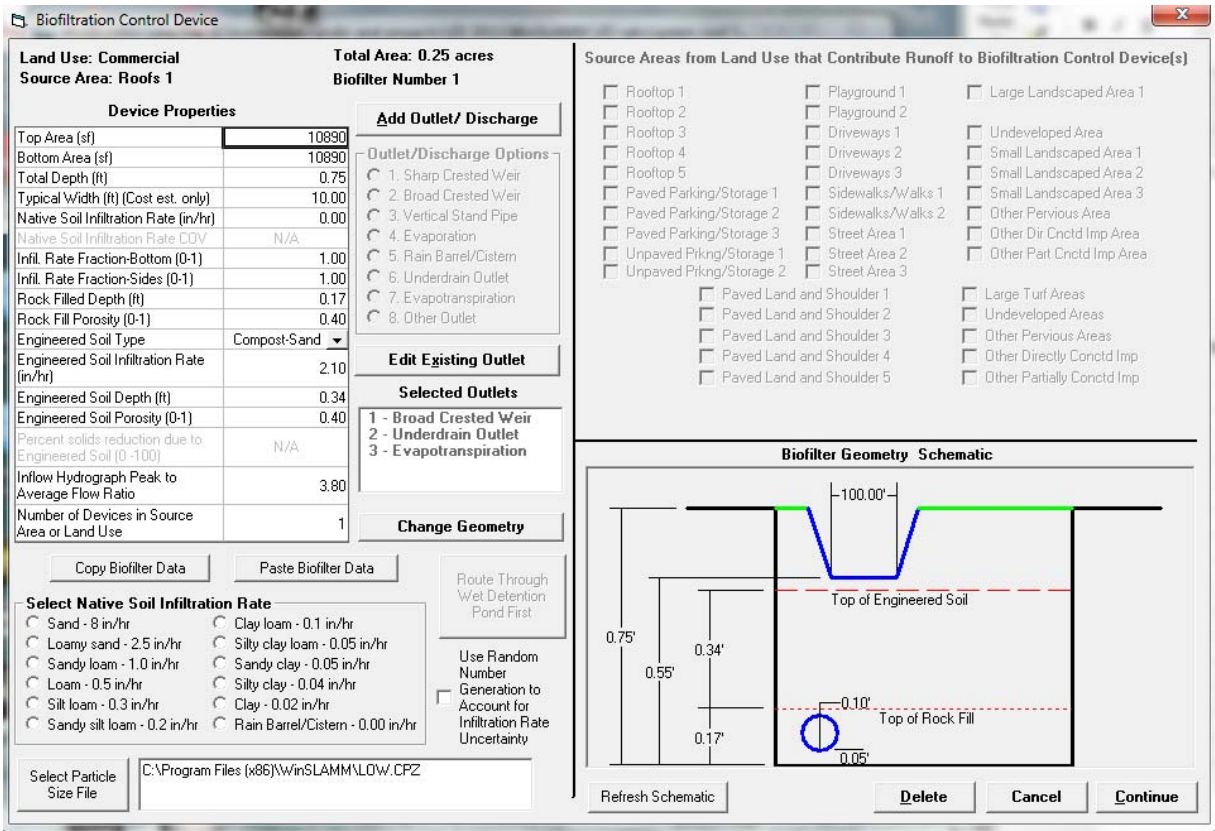 Biofiltration Control Device
Land Use: Commercial
Total Area: 0.25 acres
Source Area: Roofs 1
Biofilter Number 1
Device Properties
Top Area (sf) 10890
Bottom Area (sf) 10890
Total Depth (ft) 0.75
Typical Width (ft) (Cost est. only) 10.00
Native Soil Infiltration Rate (in/hr) 0.00
Native Soil Infiltration Rate COV N/A
Infil. Rate Fraction-Bottom (0-1) 1.00
Infil. Rate Fraction-Sides (0-1) 1.00
Rock Filled Depth (ft) 0.17
Rock Fill Porosity (0-1) 0.40
Engineered Soil Type Compost-Sand
Engineered Soil Infiltration Rate
(in/hr) 2.10
Engineered Soil Depth (ft) 0.34
Engineered Soil Porosity (0-1) 0.40
Percent solids reduction due to
Engineered Soil (0 -100) N/A
Inflow Hydrograph Peak to
Average Flow Ratio 3.80
Number of Devices in Source
Area or Land Use 1
Add Outlet/ Discharge
Outlet/Discharge Options
1. Sharp Crested Weir
2. Broad Crested Weir
3. Vertical Stand Pipe
4. Evaporation
5. Rain Barrel/Cistern
6. Underdrain Outlet
7. Evapotranspiration
8. Other Outlet
Edit Existing Outlet
Selected Outlets
1 - Broad Crested Weir
2 - Underdrain Outlet
3 - Evapotranspiration
Change Geometry
Copy Biofilter Data
Paste Biofilter Data
Route Through
Wet Detention
Pond First
Select Native Soil Infiltration Rate
Sand - 8 in/hr
Loamy sand - 2.5 in/hr
Sandy loam - 1.0 in/hr
Loam - 0.5 in/hr
Silt loam - 0.3 in/hr
Sandy silt loam - 0.2 in/hr
Clay loam - 0.1 in/hr
Silty clay loam - 0.05 in/hr
Sandy clay - 0.05 in/hr
Silty clay - 0.04 in/hr
Clay - 0.02 in/hr
Rain Barrel/Cistern - 0.00 in/hr
Use Random
Number
Generation to
Account for
Infiltration Rate
Uncertainty
Select Particle
Size File
C:\Program Files (x86)\WinSLAMM\LOW.CPZ
Source Areas from Land Use that Contribute Runoff to Biofiltration Control Device(s)
Rooftop 1
Rooftop 2
Rooftop 3
Rooftop 4
Rooftop 5
Paved Parking/Storage 1
Paved Parking/Storage 2
Paved Parking/Storage 3
Unpaved Prkng/Storage 1
Unpaved Prkng/Storage 2
Playground 1
Playground 2
Driveways 1
Driveways 2
Driveways 3
Sidewalks/Walks 1
Sidewalks/Walks 2
Street Area 1
Street Area 2
Street Area 3
Large Landscaped Area 1
Undeveloped Area
Small Landscaped Area 1
Small Landscaped Area 2
Small Landscaped Area 3
Other Pervious Area
Other Dir Cnctd Imp Area
Other Part Cnctd Imp Area
Paved Land and Shoulder 1
Paved Land and Shoulder 2
Paved Land and Shoulder 3
Paved Land and Shoulder 4
Paved Land and Shoulder 5
Large Turf Areas
Undeveloped Areas
Other Pervious Areas
Other Directly Conctd Imp
Other Partially Conctd Imp
Biofilter Geometry Schematic
100.00'
Top of Engineered Soil
0.75'
0.34'
0.55'
0.10'
Top of Rock Fill
0.17'
0.05'
Refresh Schematic
Delete
Cancel
Continue